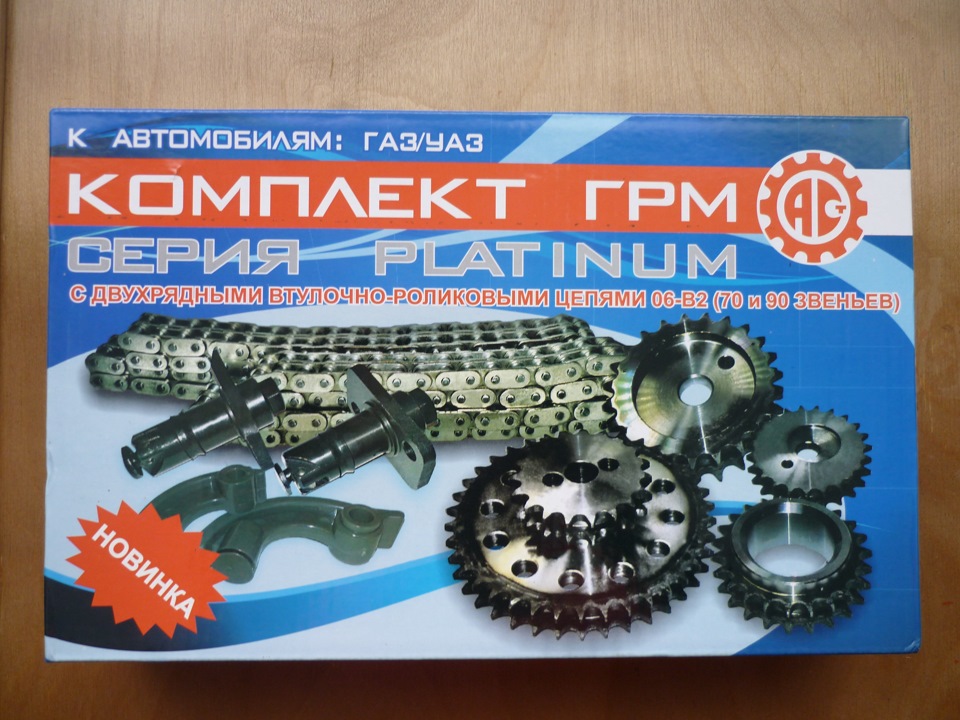 К АВТОМОБИЛЯМ: ГАЗ/УАЗ
КОМПЛЕКТ ГРМ
СЕРИЯ PLATINUM
С ДВУХРЯДНЫМИ ВТУЛОЧНО-РОЛИКОВЫМИ ЦЕПЯМИ 06-В2 (70 и 90 ЗВЕНЬЕВ)
НОВИНКА